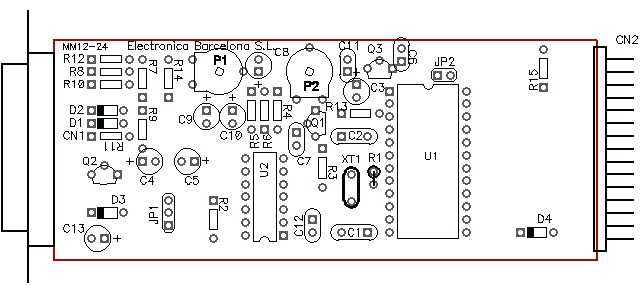 CN2
MM12-24 Electronica Barcelona S.L.
R12
R8
R10
R7
R14
P1
C8
P2
C11
Q3
C6
JP2
R15
C3
D2
D1
CN1
R11
R9
C9
C10
R5
R6
R4
R13
Q1
C2
C7
Q2
C4
C5
U2
R3
XT1
R1
U1
D3
JP1
R2
C12
C1
C13
D4